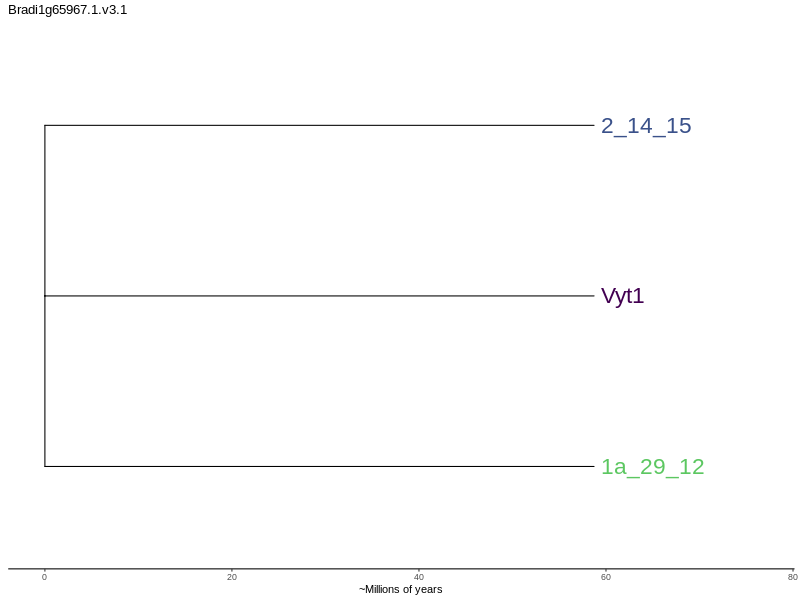 Bradi1g65967.1.v3.1
2_14_15
Vyt1
1a_29_12
0 20 40 60 80
~Millions of years